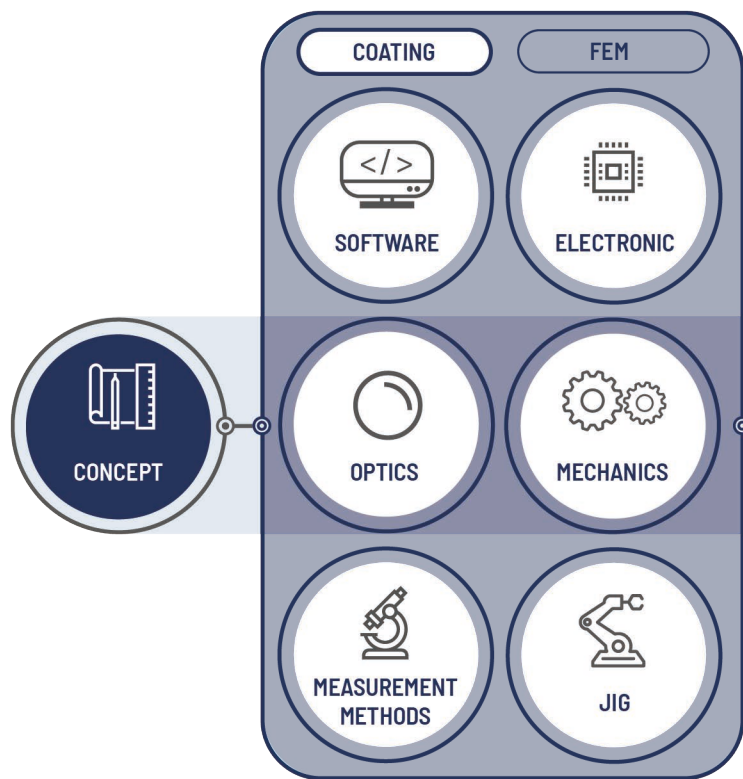 COATING
FEM
</>
SOFTWARE
ELECTRONIC
CONCEPT
OPTICS
MECHANICS
MEASUREMENT
METHODS
JIG